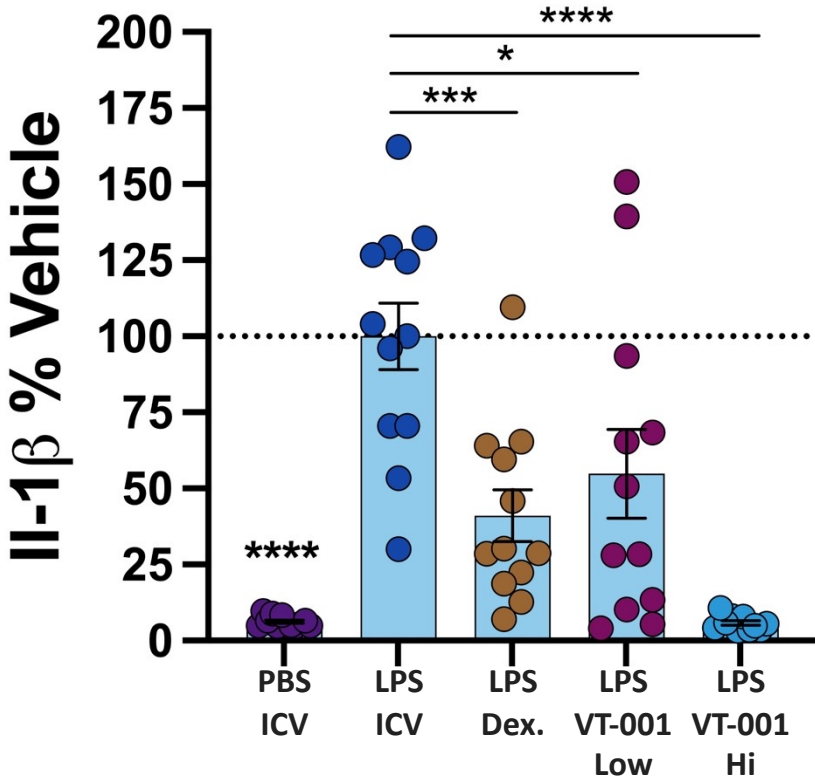 ****
*
***
Il-1β % Vehicle
200
175
150
125
100
75
50
25
0
****
PBS
ICV
LPS
ICV
LPS
Dex.
LPS
VT-001
Low
LPS
VT-001
Hi